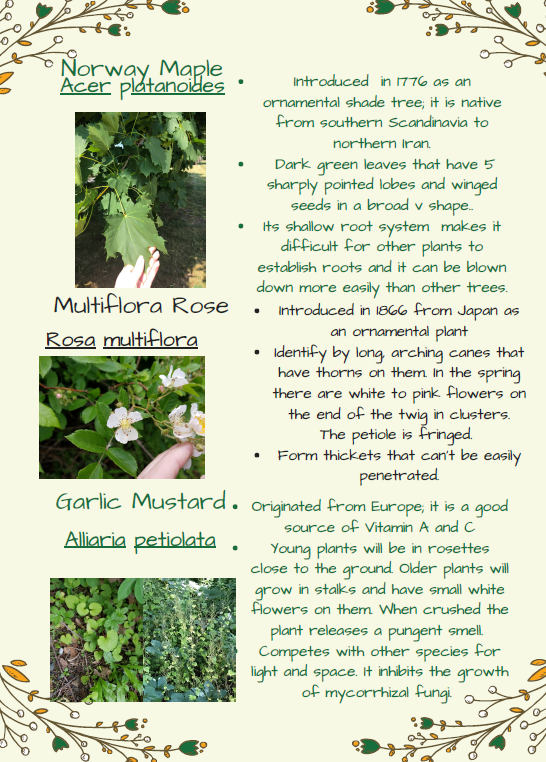 Norway Maple
Acer platanoides
• Introduced in 1776 as an
ornamental shade tree; it is native
from southern Scandinavia to
northern Iran.
• Dark green leaves that have 5
sharply pointed lobes and winged
seeds in a broad v shape..
• Its shallow root system makes it
difficult for other plants to
establish roots and it can be blown
down more easily than other trees.
Multiflora Rose
Rosa multiflora
• Introduced in 1866 from Japan as
an ornamental plant
• Identify by long, arching canes that
have thorns on them. In the spring
there are white to pink flowers on
the end of the twig in clusters.
The petiole is fringed.
• Form thickets that can't be easily
penetrated.
Garlic Mustard
Alliaria petiolata
• Originated from Europe; it is a good
source of Vitamin A and C
• Young plants will be in rosettes
close to the ground. Older plants will
grow in stalks and have small white
flowers on them. When crushed the
plant releases a pungent smell.
• Competes with other species for
light and space. It inhibits the growth
of mycorrhizal fungi.